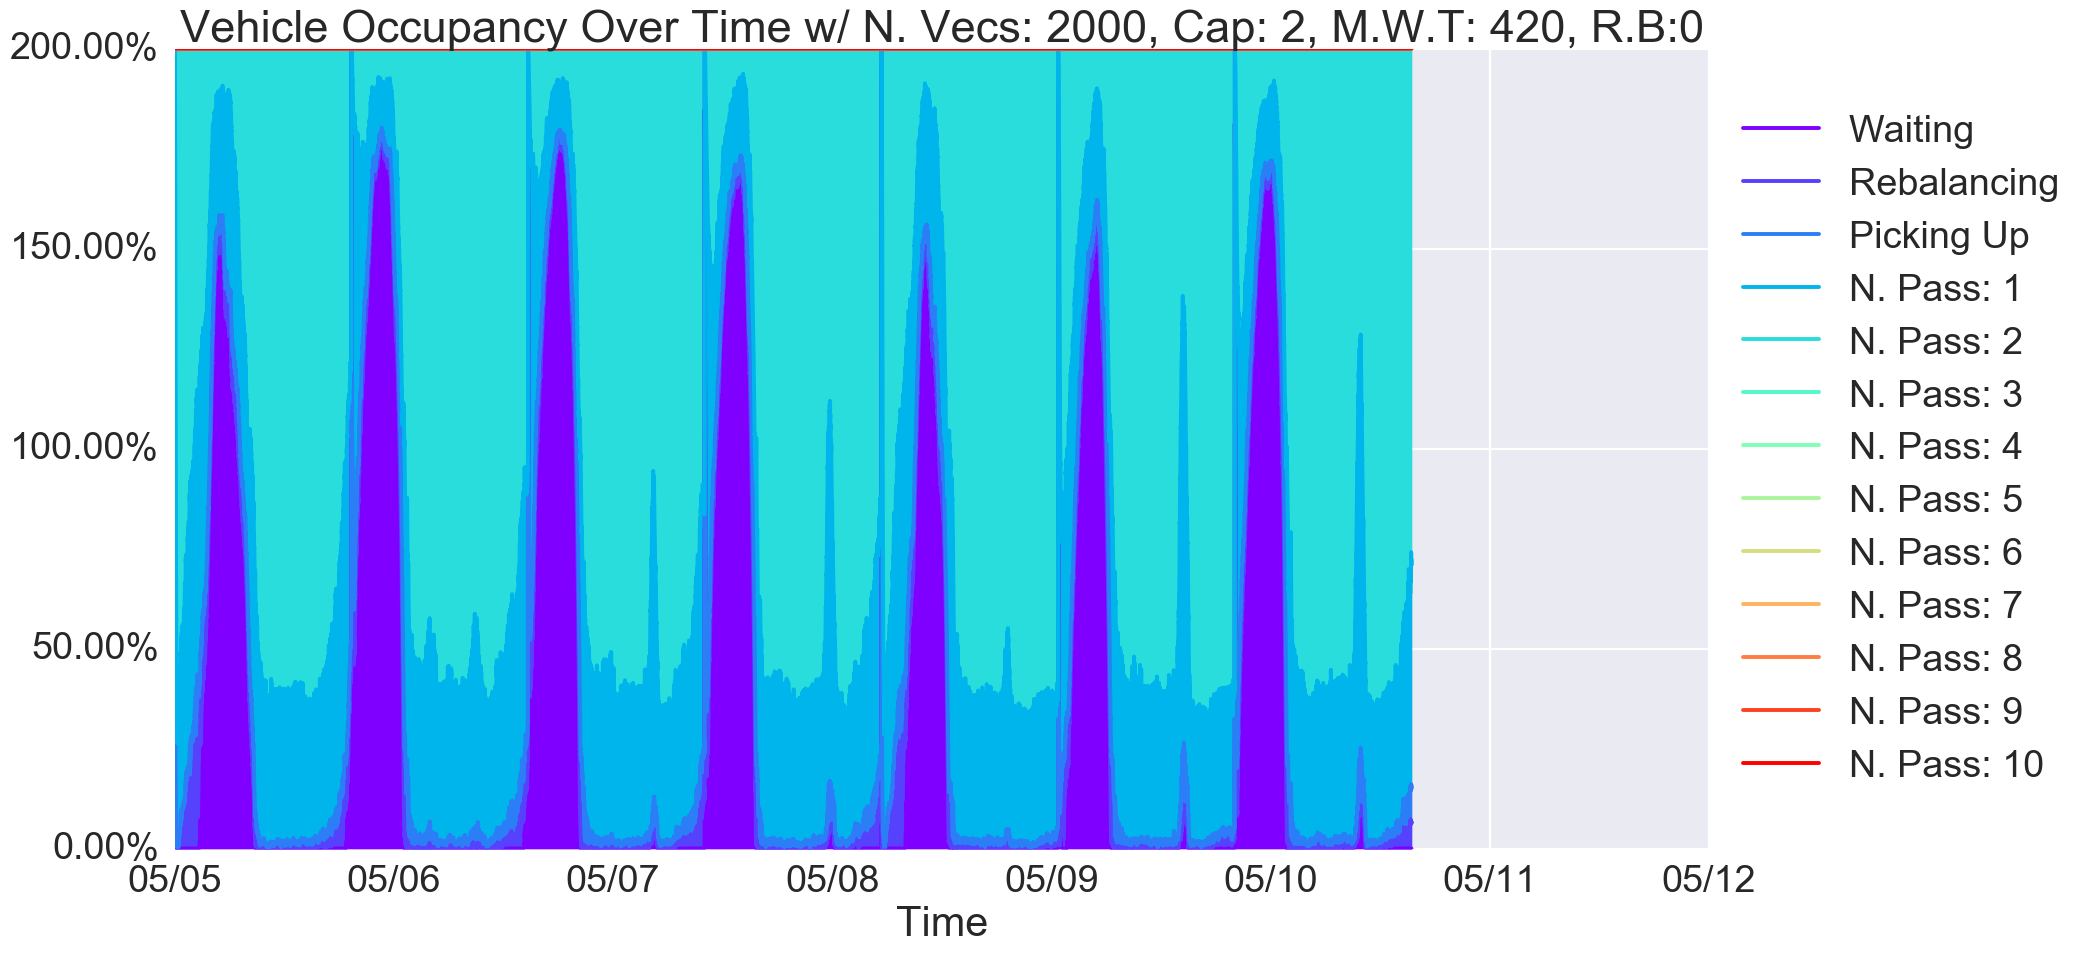 Vehicle Occupancy Over Time w/ N. Vecs: 2000, Cap: 2, M.W.T: 420, R.B:0
200.00%
150.00%
100.00%
50.00%
0.00%
05/05 05/06 05/07 05/08 05/09 05/10 05/11 05/12
Time
Waiting
Rebalancing
Picking Up
N. Pass: 1
N. Pass: 2
N. Pass: 3
N. Pass: 4
N. Pass: 5
N. Pass: 6
N. Pass: 7
N. Pass: 8
N. Pass: 9
N. Pass: 10